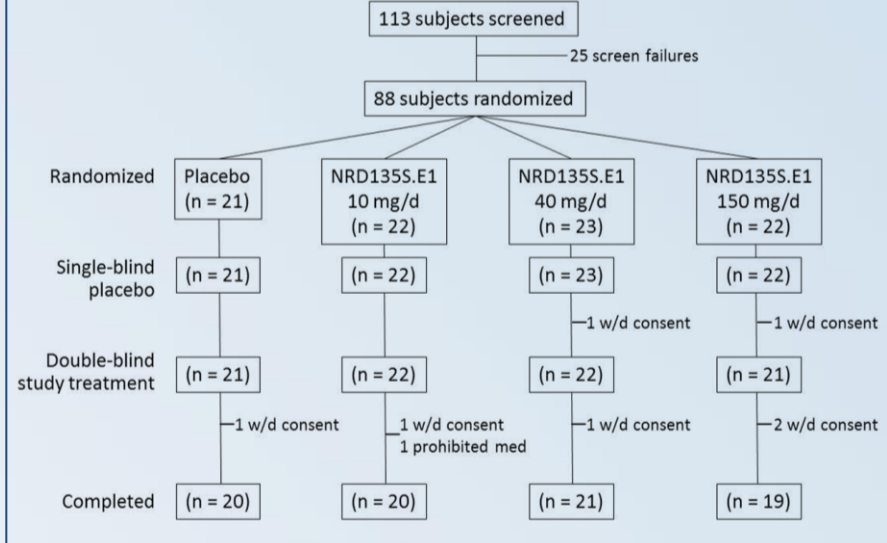 113 subjects screened
25 screen failures
88 subjects randomized
Randomized
Placebo
(n = 21)
NRD135S.E1
10 mg/d
(n = 22)
NRD135S.E1
40 mg/d
(n = 23)
NRD135S.E1
150 mg/d
(n = 22)
Single-blind
placebo
(n = 21)
(n = 22)
(n = 23)
(n = 22)
1 w/d consent
1 w/d consent
Double-blind
study treatment
(n = 21)
(n = 22)
(n = 22)
(n = 21)
1 w/d consent
1 w/d consent
1 prohibited med
1 w/d consent
2 w/d consent
Completed
(n = 20)
(n = 20)
(n = 21)
(n = 19)